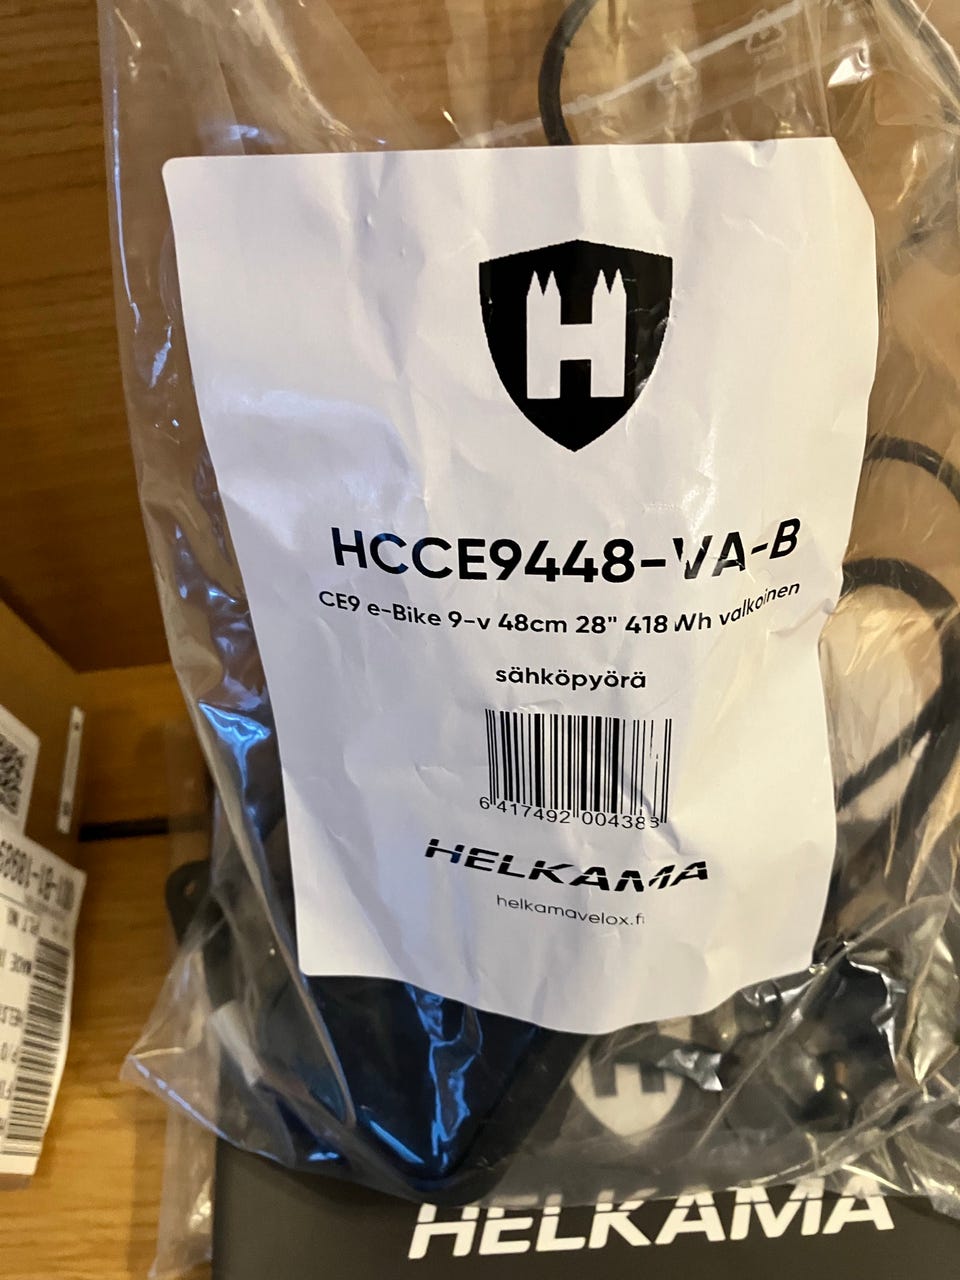 H
HCCE9448-VA-B
CE9 e-Bike 9-v 48cm 28" 418 Wh valkoinen
sähköpyörä
6 417492 004383
HELKAMA
helkamavelox.fi
H
HELKAMA